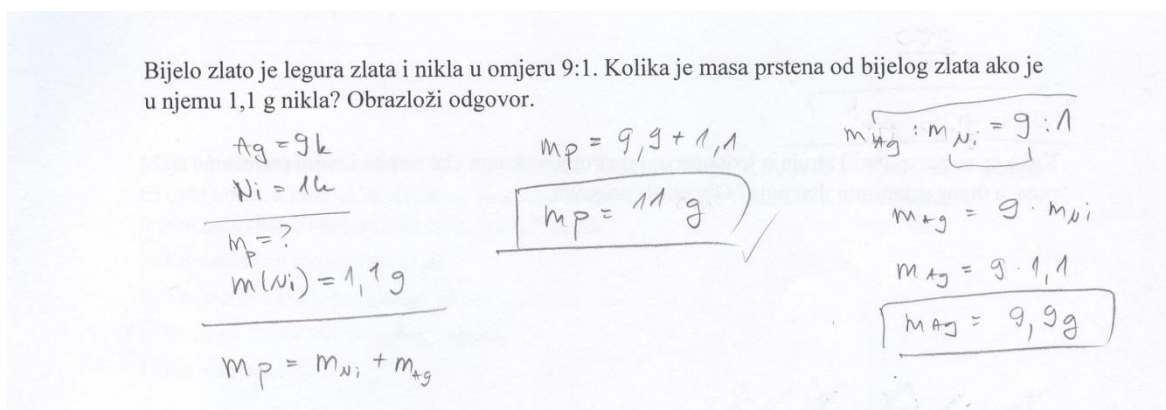 Bijelo zlato je legura zlata i nikla u omjeru 9:1. Kolika je masa prstena od bijelog zlata ako je
u njemu 1,1 g nikla? Obrazloži odgovor.
Ag = 9k
Ni = 1k
mp = ?
m(Ni) = 1,1g
mp = mNi + mAg
mp = 9,9 + 1,1
mp = 11 g
mAg : mNi = 9 : 1
mAg = 9 · mNi
mAg = 9 · 1,1
mAg = 9,9g